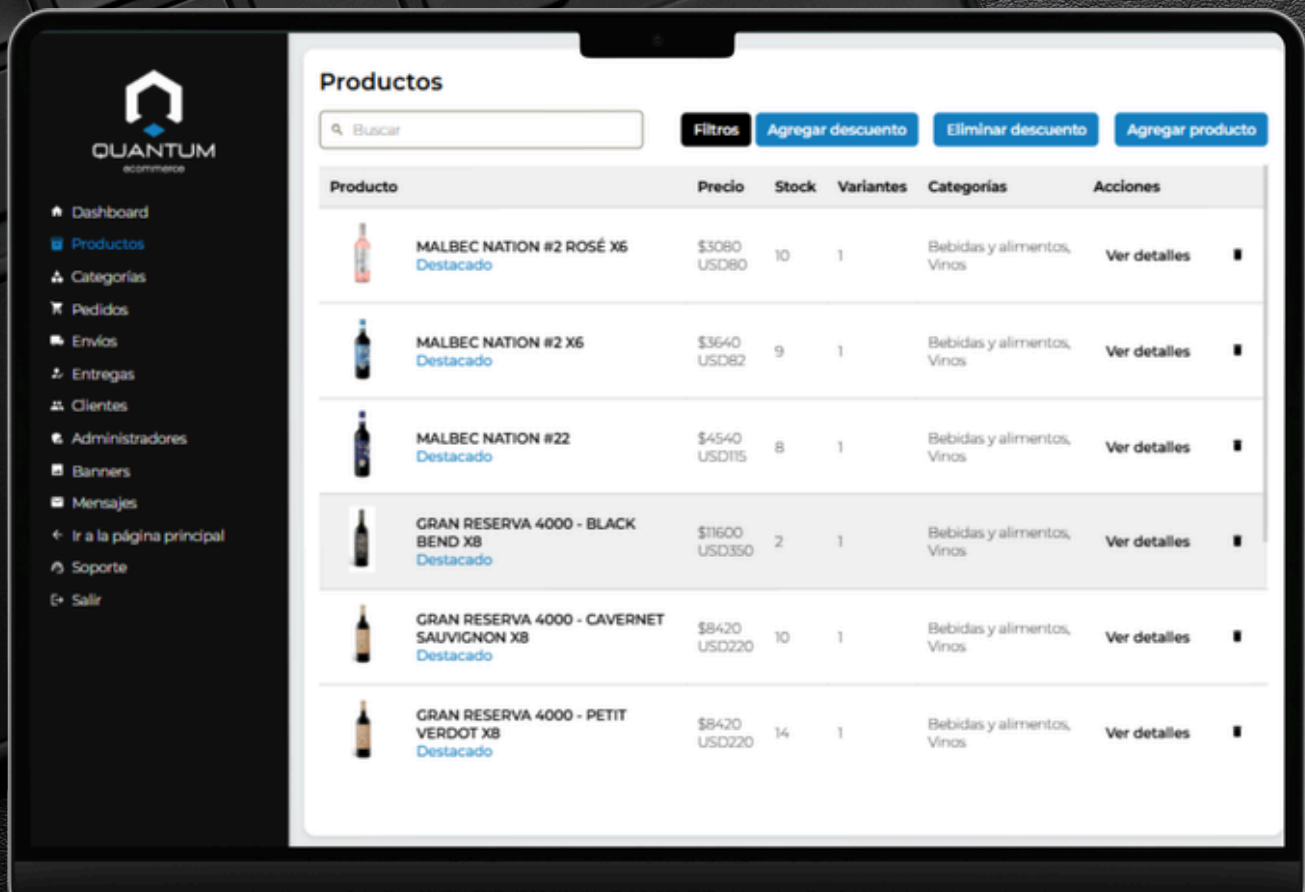 QUANTUM
ecommerce
Dashboard
Productos
Categorías
Pedidos
Envíos
Entregas
Clientes
Administradores
Banners
Mensajes
Ir a la página principal
Soporte
Salir
Productos
Buscar
Filtros
Agregar descuento
Eliminar descuento
Agregar producto
Producto Precio Stock Variantes Categorías Acciones
MALBEC NATION #2 ROSÉ X6
Destacado
$3080
USD80
10
1
Bebidas y alimentos,
Vinos
Ver detalles
MALBEC NATION #2 X6
Destacado
$3640
USD82
9
1
Bebidas y alimentos,
Vinos
Ver detalles
MALBEC NATION #22
Destacado
$4540
USD115
8
1
Bebidas y alimentos,
Vinos
Ver detalles
GRAN RESERVA 4000 - BLACK
BEND X8
Destacado
$11600
USD350
2
1
Bebidas y alimentos,
Vinos
Ver detalles
GRAN RESERVA 4000 - CAVERNET
SAUVIGNON X8
Destacado
$8420
USD220
10
1
Bebidas y alimentos,
Vinos
Ver detalles
GRAN RESERVA 4000 - PETIT
VERDOT X8
Destacado
$8420
USD220
14
1
Bebidas y alimentos,
Vinos
Ver detalles